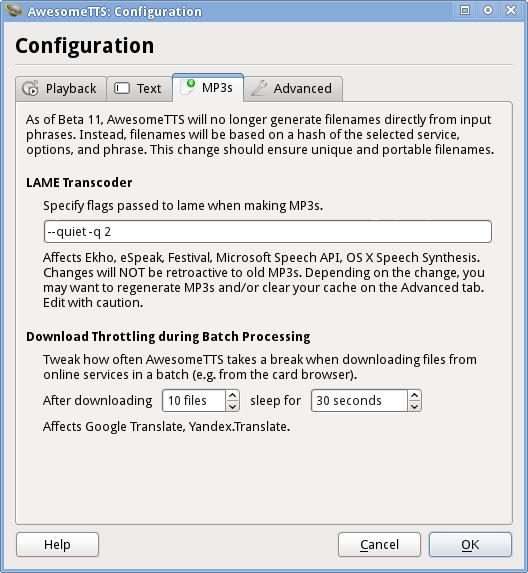 AwesomeTTS: Configuration
Configuration
Playback Text MP3s Advanced
As of Beta 11, AwesomeTTS will no longer generate filenames directly from input
phrases. Instead, filenames will be based on a hash of the selected service,
options, and phrase. This change should ensure unique and portable filenames.
LAME Transcoder
Specify flags passed to lame when making MP3s.
--quiet -q 2
Affects Ekho, eSpeak, Festival, Microsoft Speech API, OS X Speech Synthesis.
Changes will NOT be retroactive to old MP3s. Depending on the change, you
may want to regenerate MP3s and/or clear your cache on the Advanced tab.
Edit with caution.
Download Throttling during Batch Processing
Tweak how often AwesomeTTS takes a break when downloading files from
online services in a batch (e.g. from the card browser).
After downloading 10 files sleep for 30 seconds
Affects Google Translate, Yandex.Translate.
Help Cancel OK